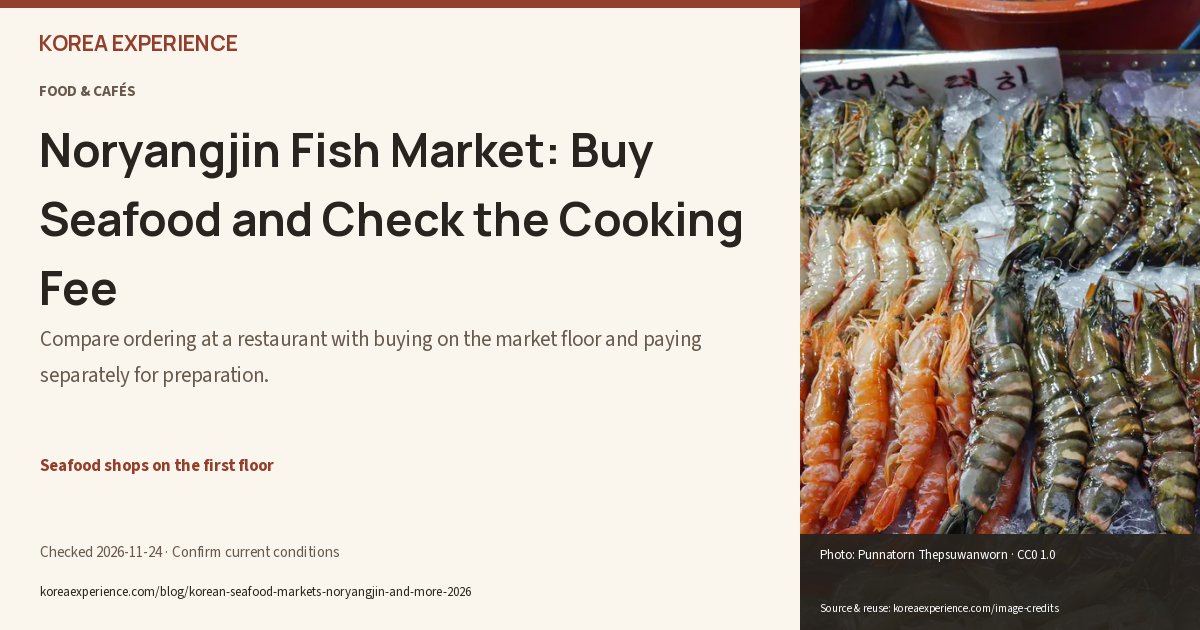 KOREA EXPERIENCE
FOOD & CAFÉS
Noryangjin Fish Market: Buy
Seafood and Check the Cooking
Fee
Compare ordering at a restaurant with buying on the market floor and paying
separately for preparation.
Seafood shops on the first floor
Checked 2026-11-24 · Confirm current conditions
koreaexperience.com/blog/korean-seafood-markets-noryangjin-and-more-2026
대히
Photo: Punnatorn Thepsuwanworn · CC0 1.0
Source & reuse: koreaexperience.com/image-credits